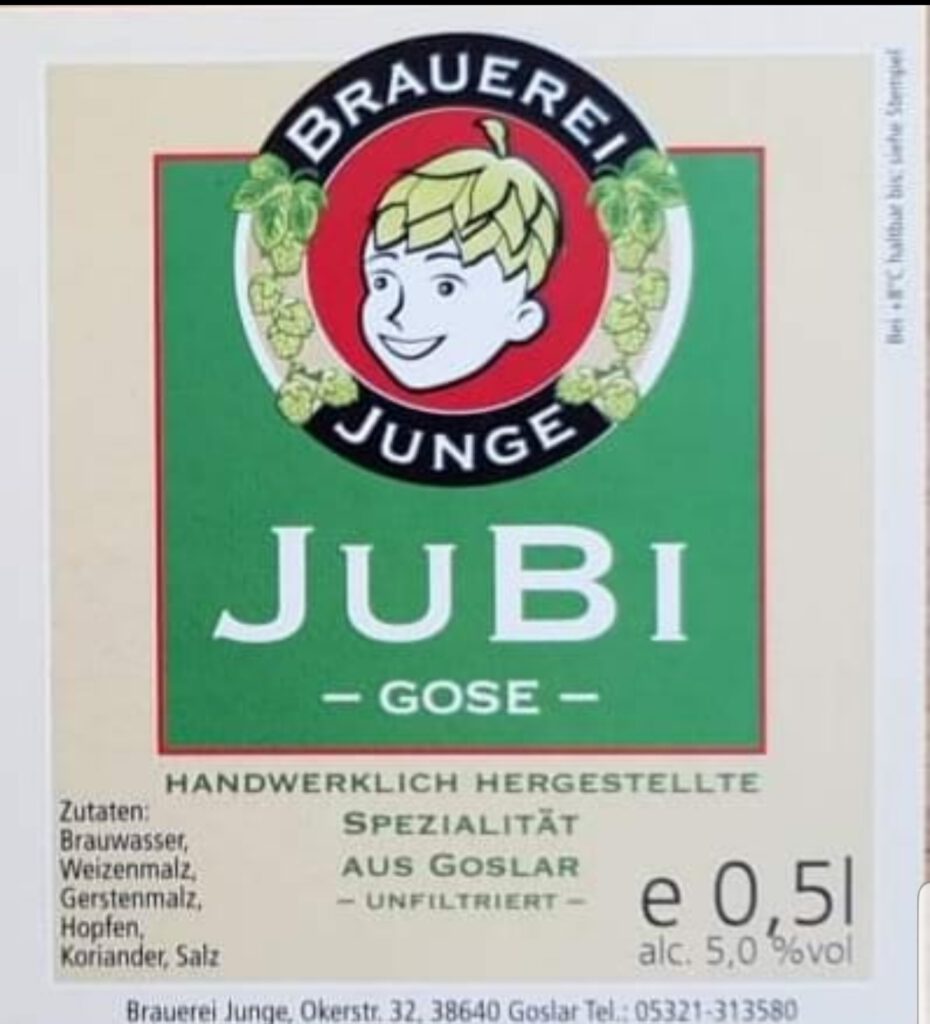 BRAUEREI
JUNGE
JUBI
– GOSE –
HANDWERKLICH HERGESTELLTE
SPEZIALITÄT
AUS GOSLAR
– UNFILTRIERT –
Zutaten:
Brauwasser,
Weizenmalz,
Gerstenmalz,
Hopfen,
Koriander, Salz
e 0,5l
alc. 5,0 %vol
Brauerei Junge, Okerstr. 32, 38640 Goslar Tel.: 05321-313580
Bei +8°C haltbar bis: siehe Stempel